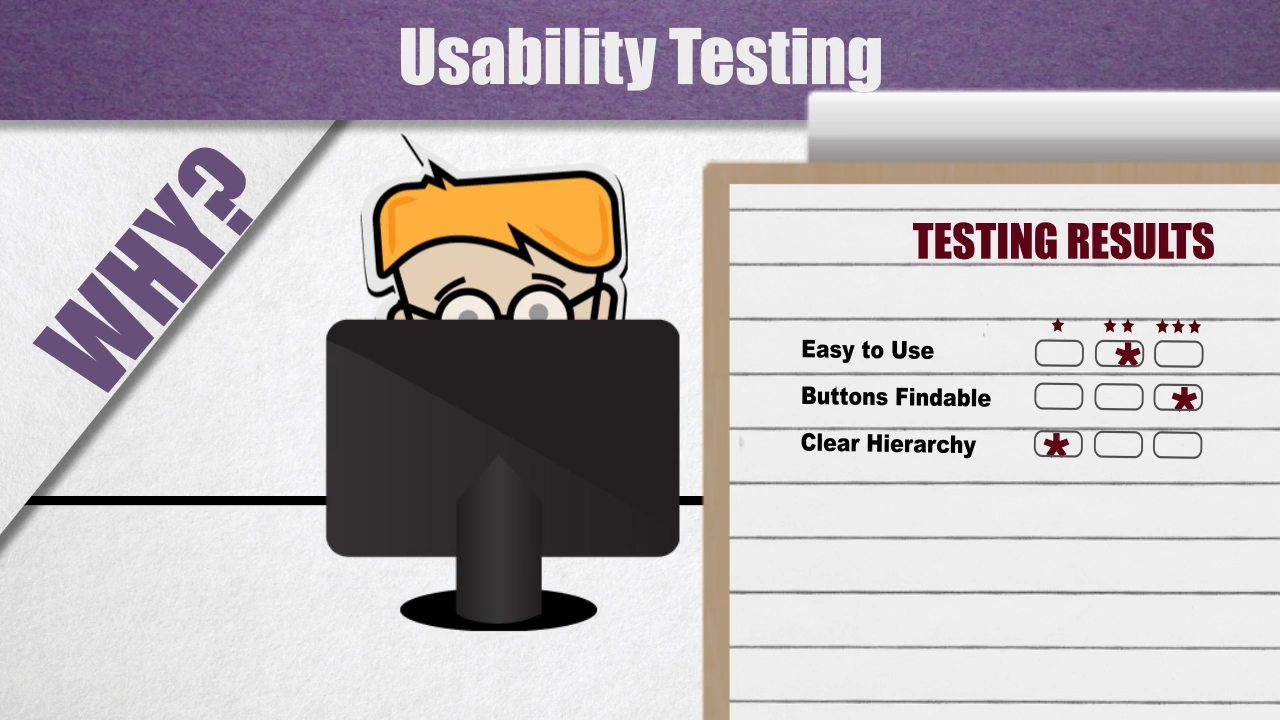 Usability Testing
WHY?
TESTING RESULTS
Easy to Use
Buttons Findable
Clear Hierarchy